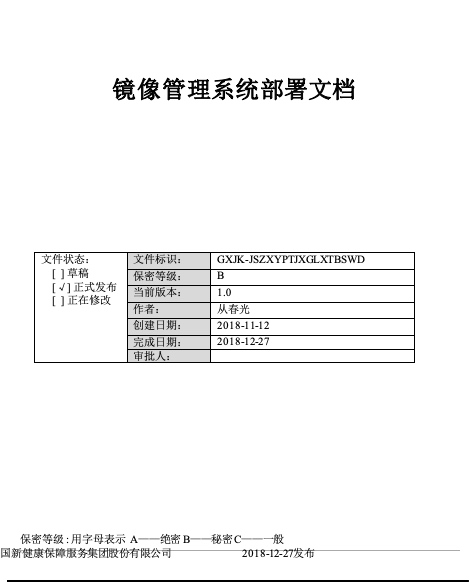 镜像管理系统部署文档
文件状态：
[ ] 草稿
[√] 正式发布
[ ] 正在修改
文件标识： GXJK-JSZXYPTJXGLXTBSWD
保密等级： B
当前版本： 1.0
作者： 从春光
创建日期： 2018-11-12
完成日期： 2018-12-27
审批人：
保密等级：用字母表示 A——绝密 B——秘密 C——一般
国新健康保障服务集团股份有限公司 2018-12-27发布